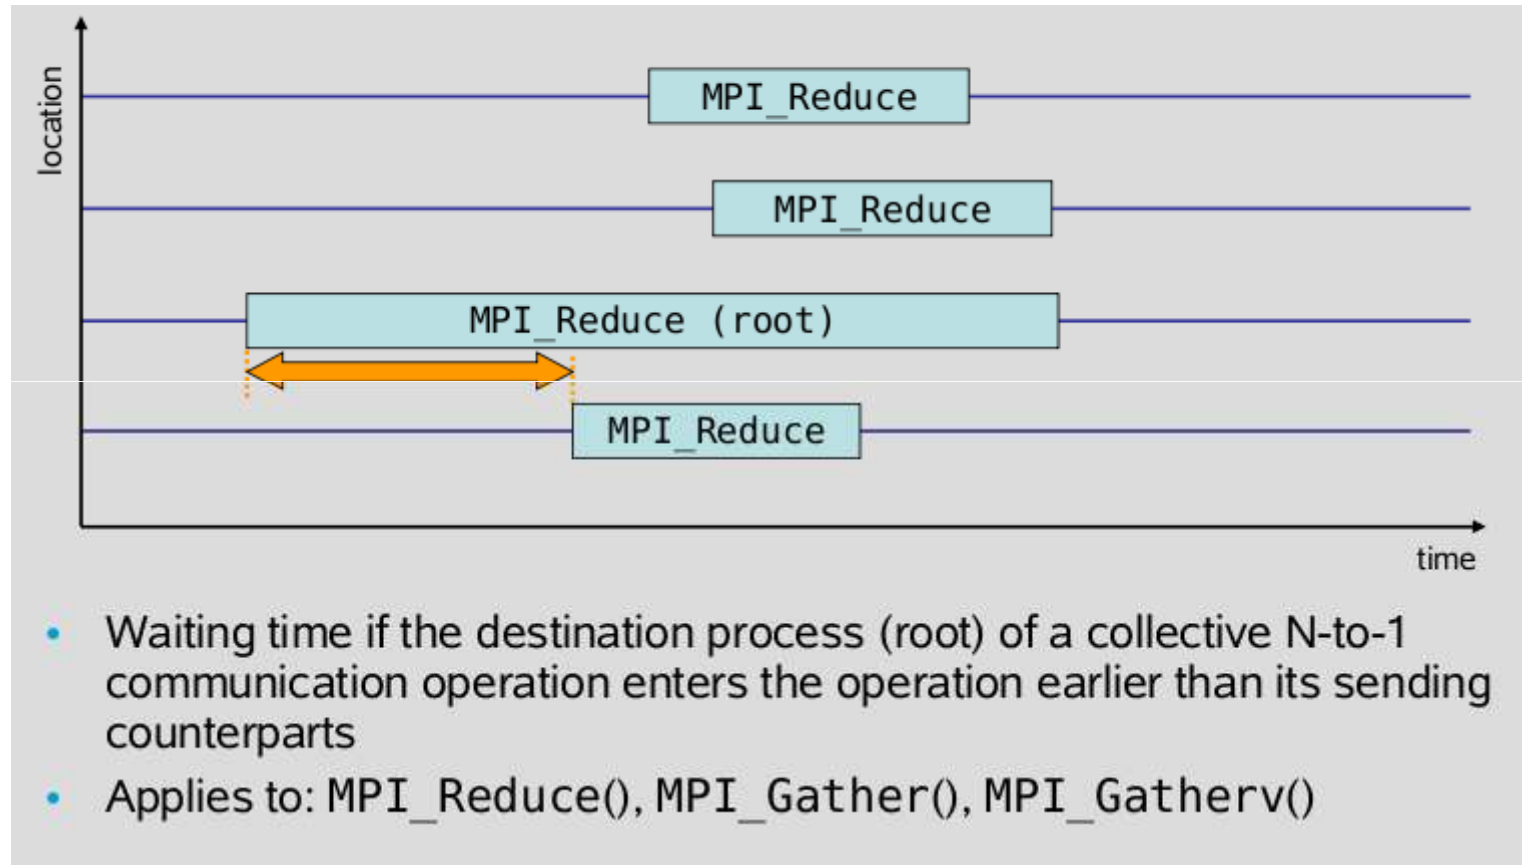 location
MPI_Reduce
MPI_Reduce
MPI_Reduce (root)
MPI_Reduce
time
• Waiting time if the destination process (root) of a collective N-to-1
communication operation enters the operation earlier than its sending
counterparts
• Applies to: MPI_Reduce(), MPI_Gather(), MPI_Gatherv()